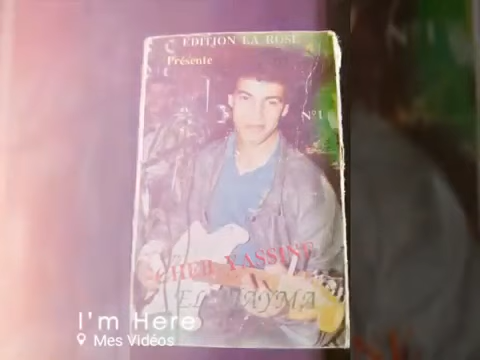 EDITION LA ROSE
Présente
N°1
CHEB YASSINE
I'm Here
Mes Vidéos